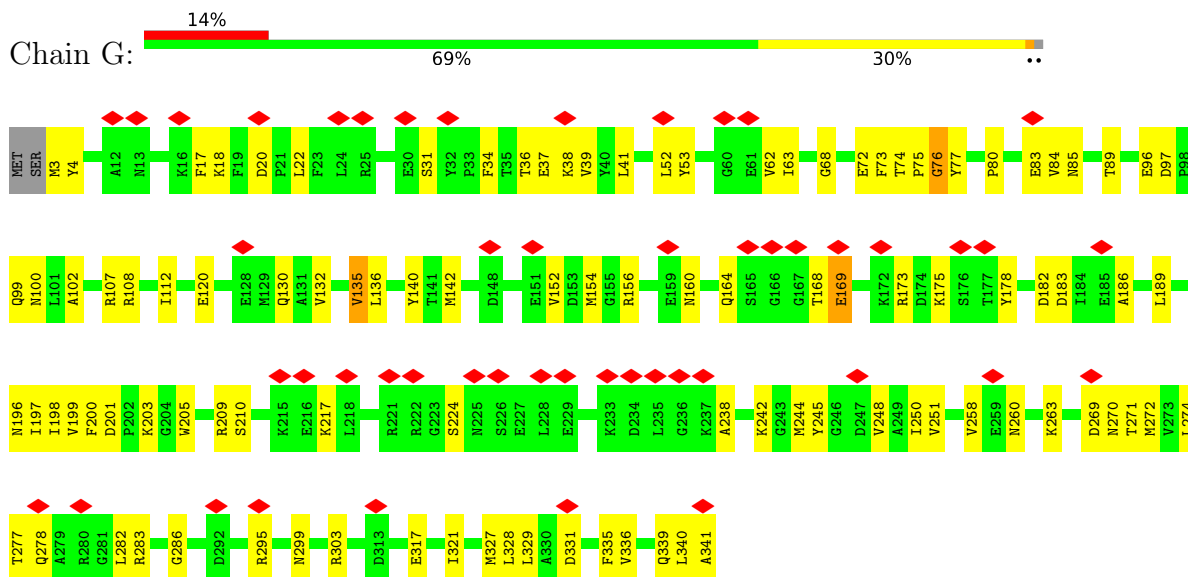 14%
Chain G:
69% 30% ••
MET SER M3 Y4 A12 N13 K16 F17 K18 F19 D20 P21 L22 F23 L24 R25 E30 S31 Y32 P33 F34 T35 T36 E37 K38 V39 Y40 L41 L52 Y53 G60 E61 V62 I63 G68 E72 F73 T74 P75 G76 Y77 P80 E83 V84 N85 T89 E96 D97 P98
Q99 N100 L101 A102 R107 R108 I112 E120 E128 M129 Q130 A131 V132 V135 L136 Y140 T141 M142 D148 E151 V152 D153 M154 G155 R156 E159 N160 Q164 S165 G166 G167 T168 E169 K172 R173 D174 K175 S176 T177 Y178 D182 D183 I184 E185 A186 L189
N196 I197 I198 V199 F200 D201 P202 K203 G204 W205 R209 S210 K215 E216 K217 L218 R221 R222 G223 S224 N225 S226 E227 L228 E229 K233 D234 L235 G236 K237 A238 K242 G243 M244 Y245 G246 D247 V248 A249 I250 V251 V258 E259 N260 K263 D269 N270 T271 M272 V273 L274
T277 Q278 A279 R280 G281 L282 R283 G286 D292 R295 N299 R303 D313 E317 I321 M327 L328 L329 A330 D331 F335 V336 Q339 L340 A341